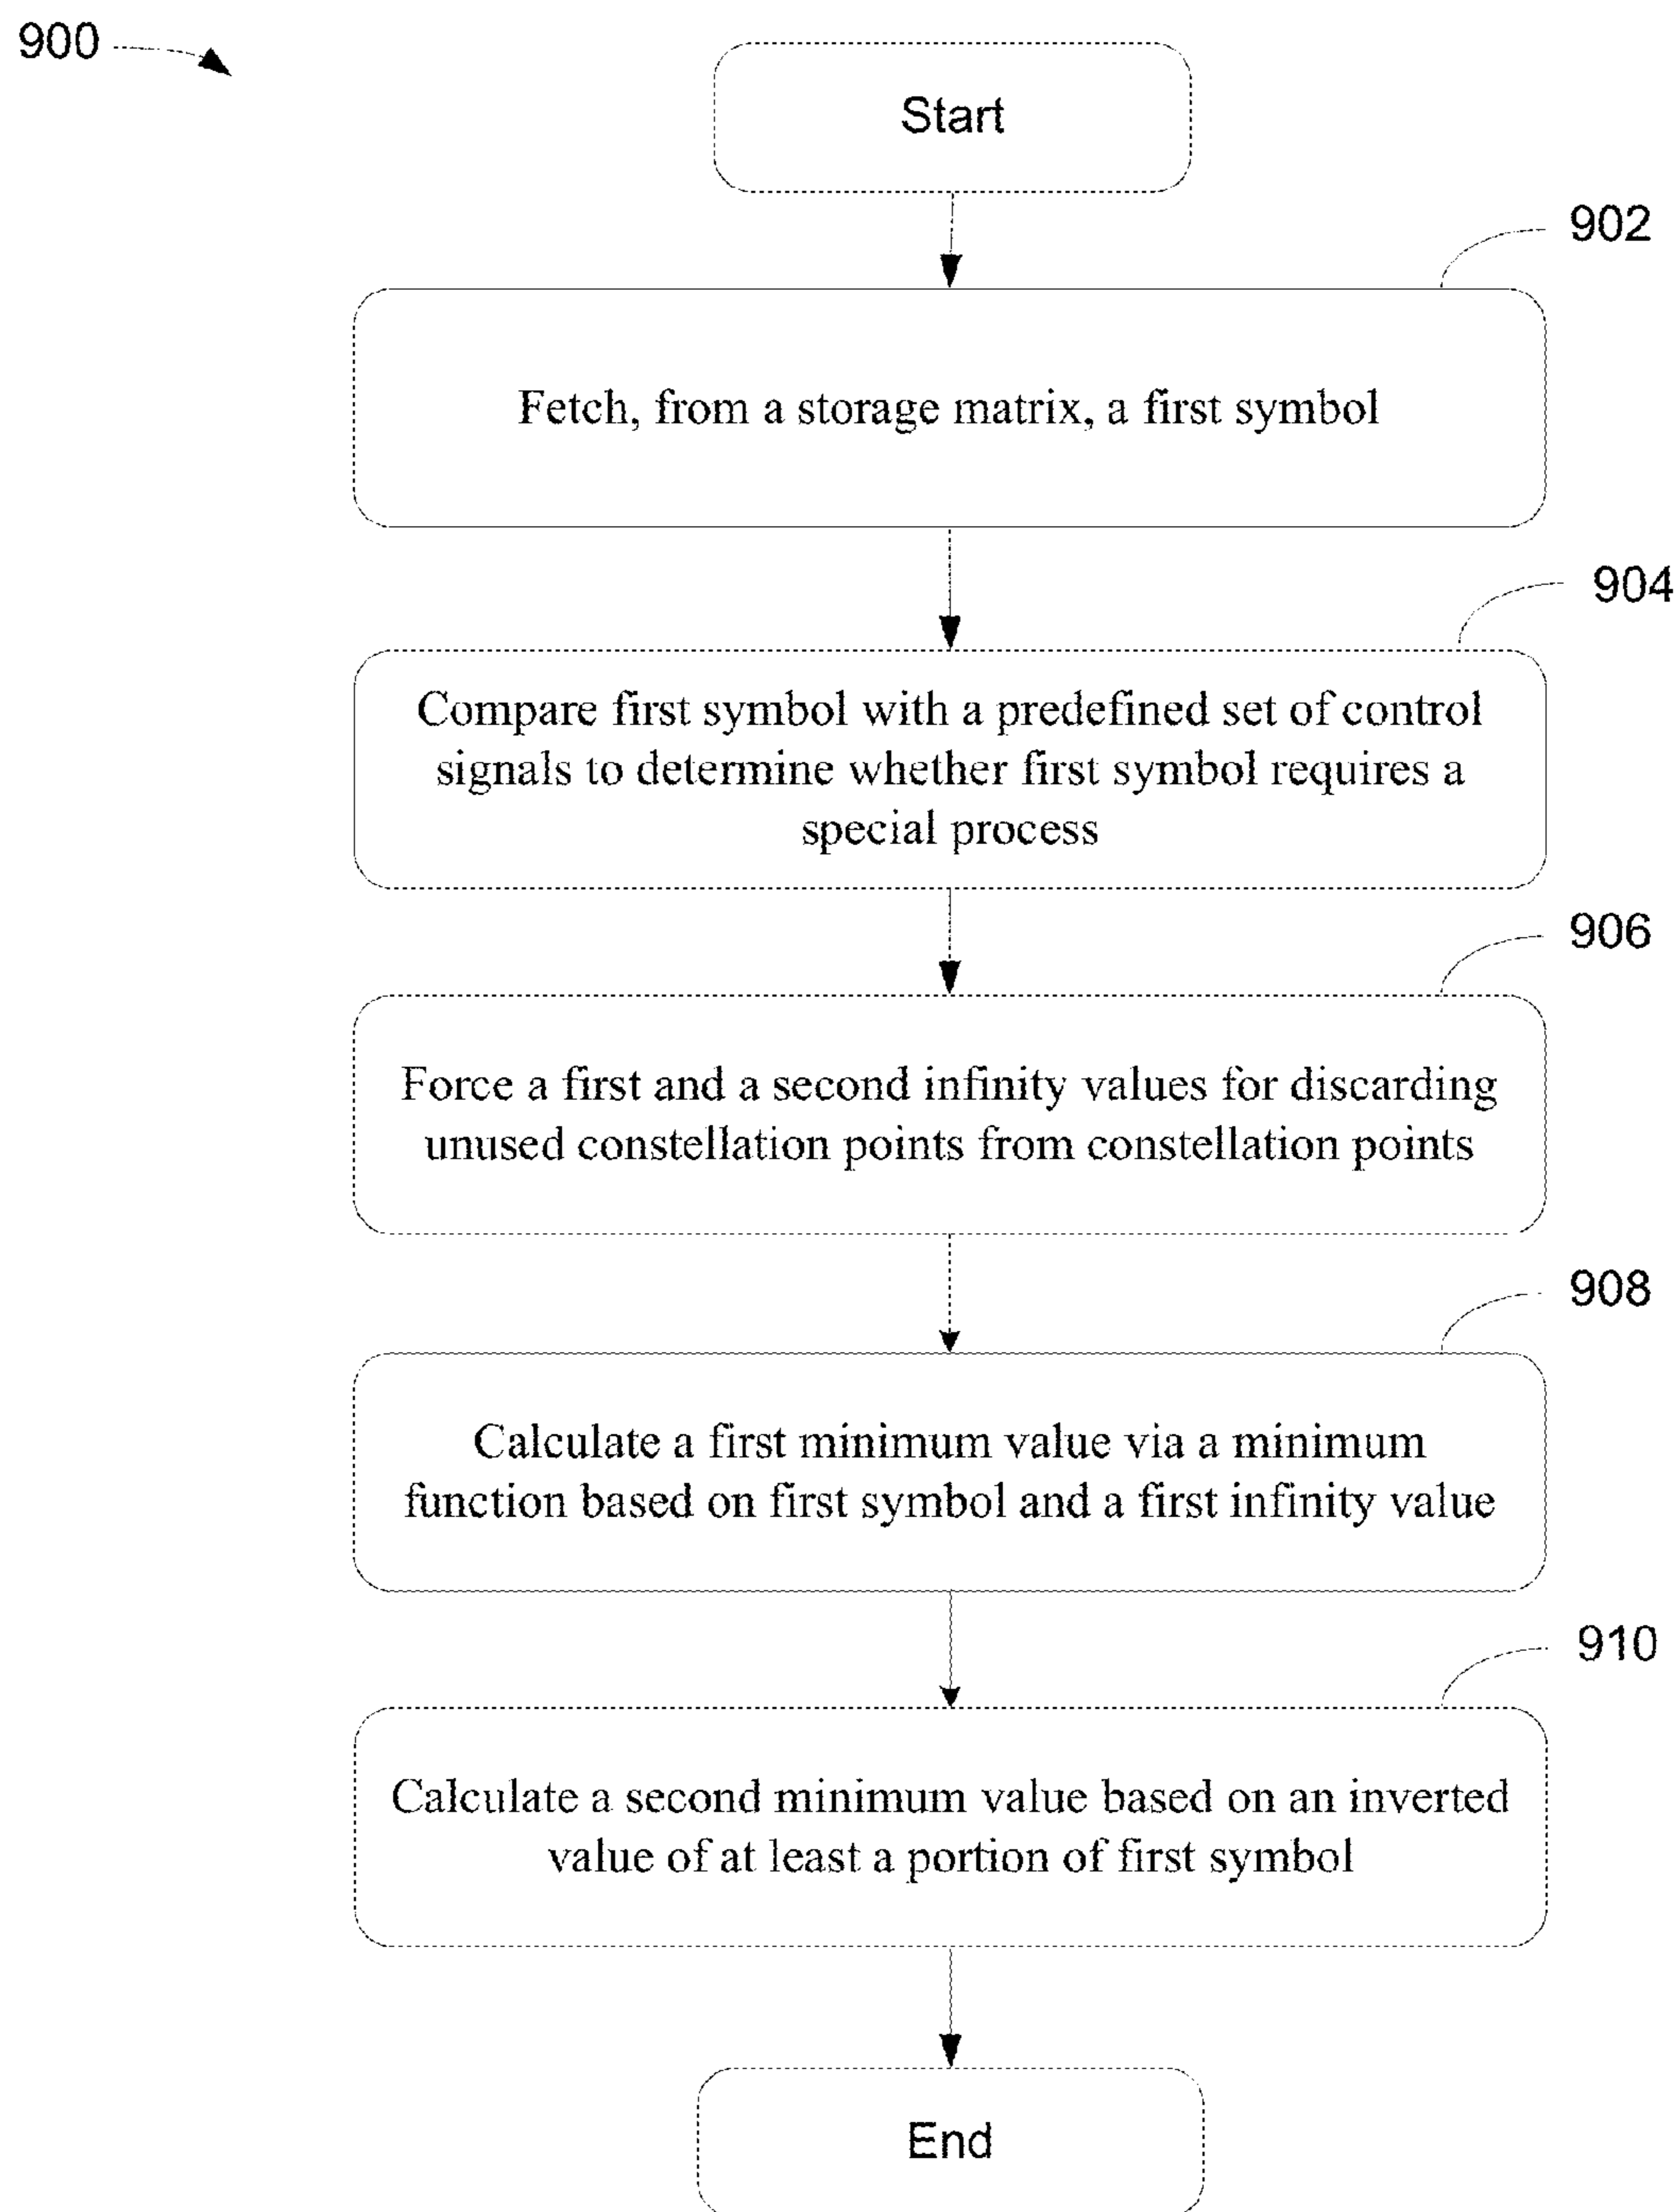 900
Start
902
Fetch, from a storage matrix, a first symbol
904
Compare first symbol with a predefined set of control
signals to determine whether first symbol requires a
special process
906
Force a first and a second infinity values for discarding
unused constellation points from constellation points
908
Calculate a first minimum value via a minimum
function based on first symbol and a first infinity value
910
Calculate a second minimum value based on an inverted
value of at least a portion of first symbol
End